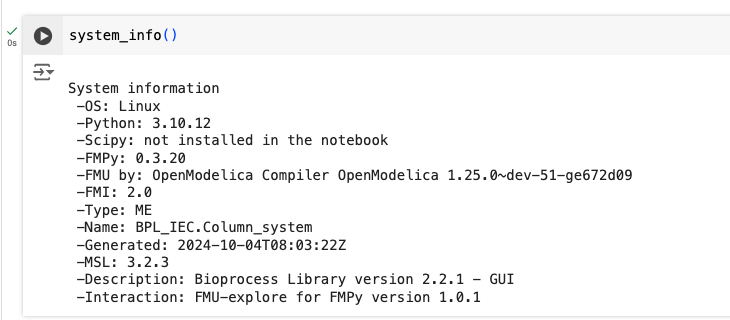 system_info()
0s
System information
-OS: Linux
-Python: 3.10.12
-Scipy: not installed in the notebook
-FMPy: 0.3.20
-FMU by: OpenModelica Compiler OpenModelica 1.25.0~dev-51-ge672d09
-FMI: 2.0
-Type: ME
-Name: BPL_IEC.Column_system
-Generated: 2024-10-04T08:03:22Z
-MSL: 3.2.3
-Description: Bioprocess Library version 2.2.1 - GUI
-Interaction: FMU-explore for FMPy version 1.0.1